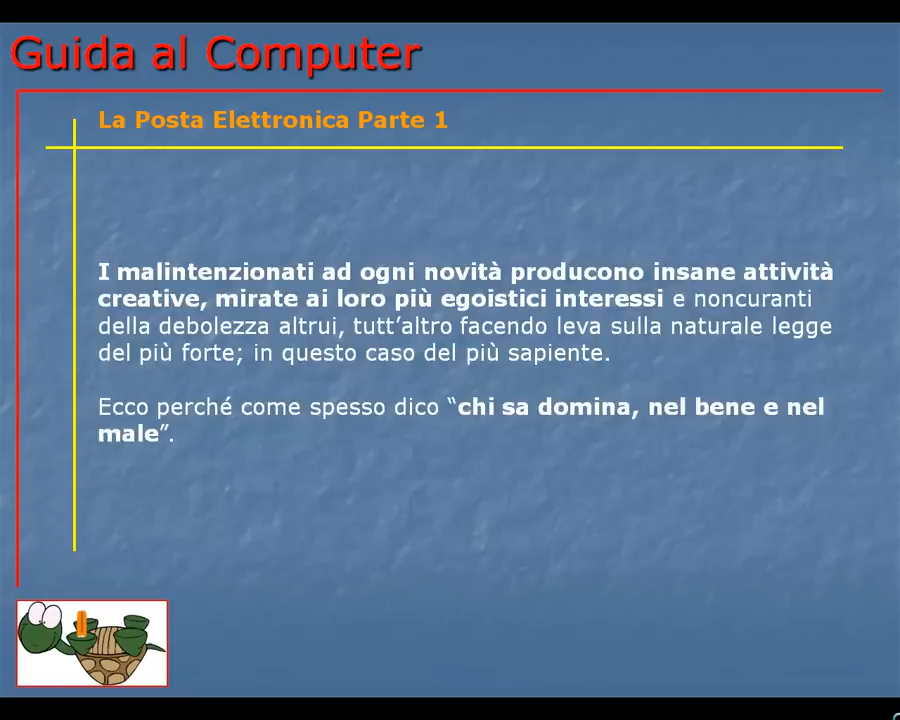 Guida al Computer
La Posta Elettronica Parte 1
I malintenzionati ad ogni novità producono insane attività
creative, mirate ai loro più egoistici interessi e noncuranti
della debolezza altrui, tutt’altro facendo leva sulla naturale legge
del più forte; in questo caso del più sapiente.
Ecco perché come spesso dico “chi sa domina, nel bene e nel
male”.